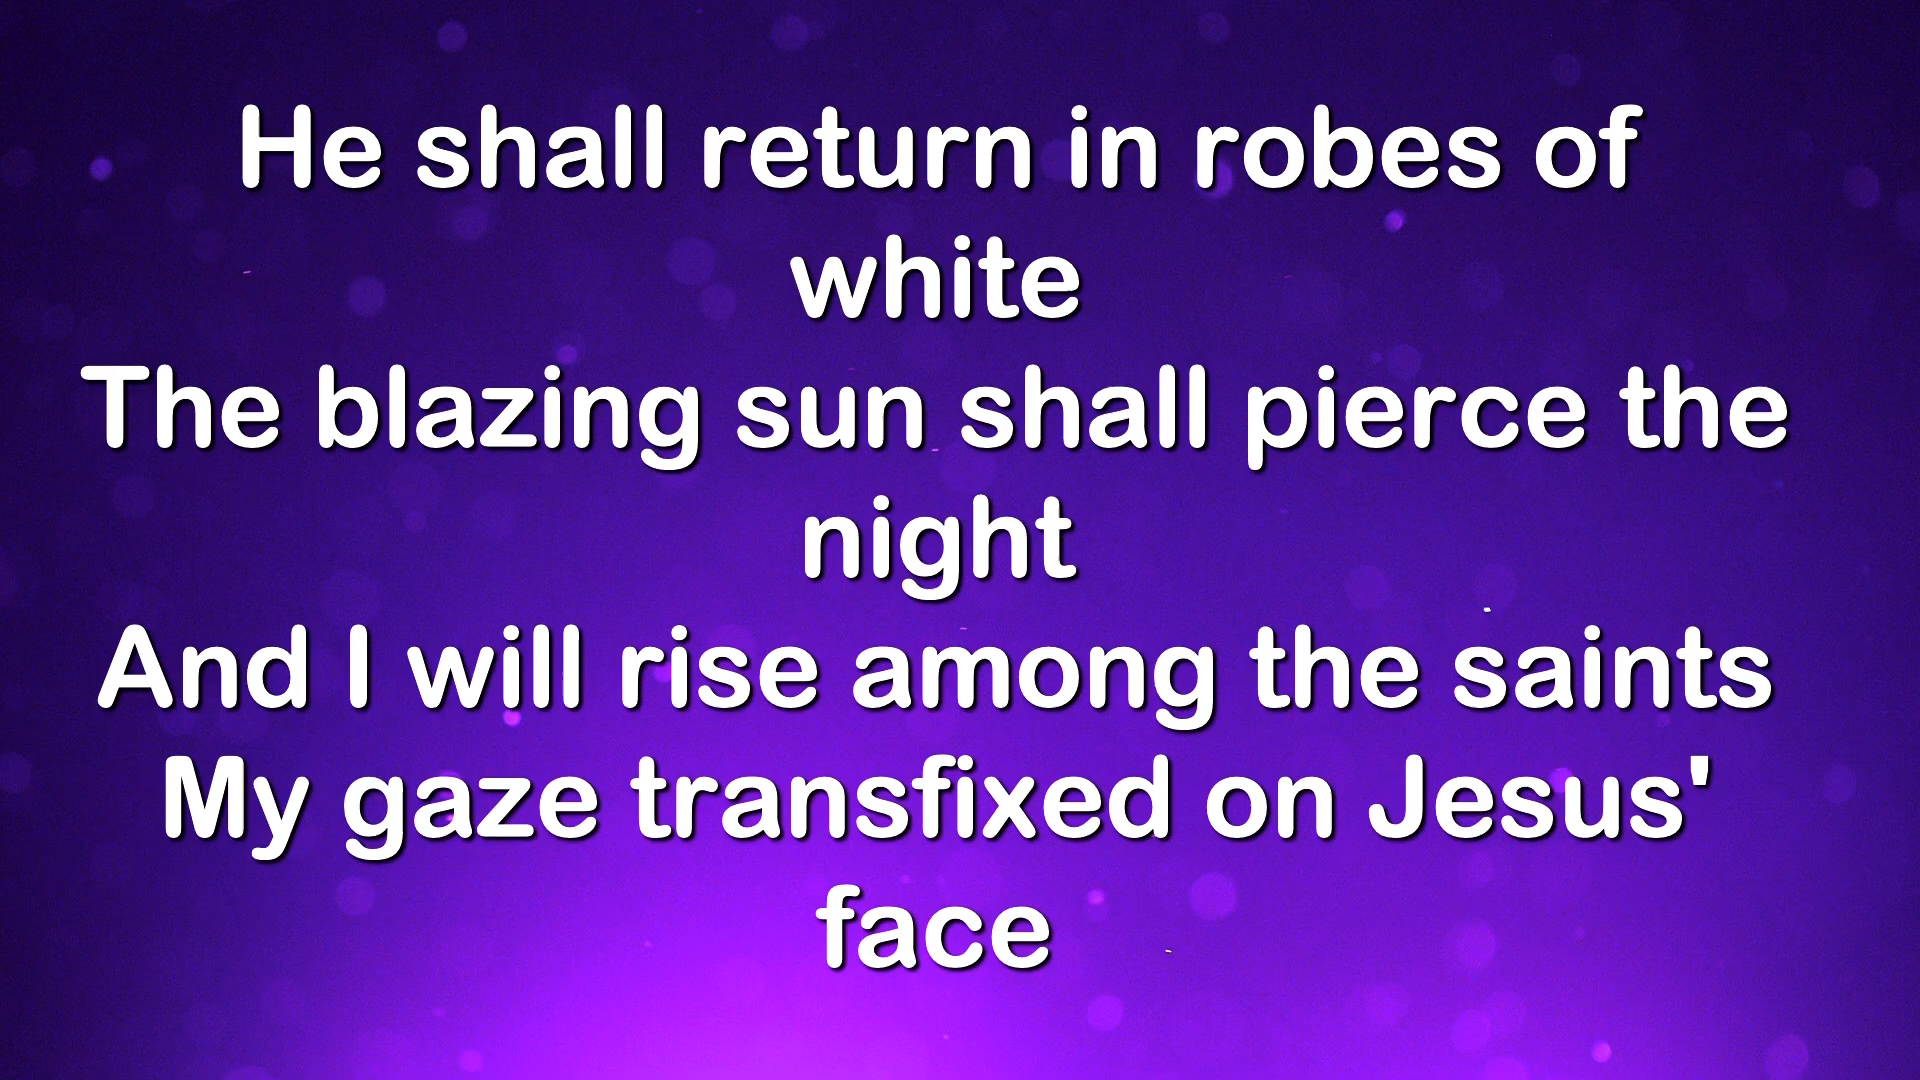 He shall return in robes of
white
The blazing sun shall pierce the
night
And I will rise among the saints
My gaze transfixed on Jesus'
face